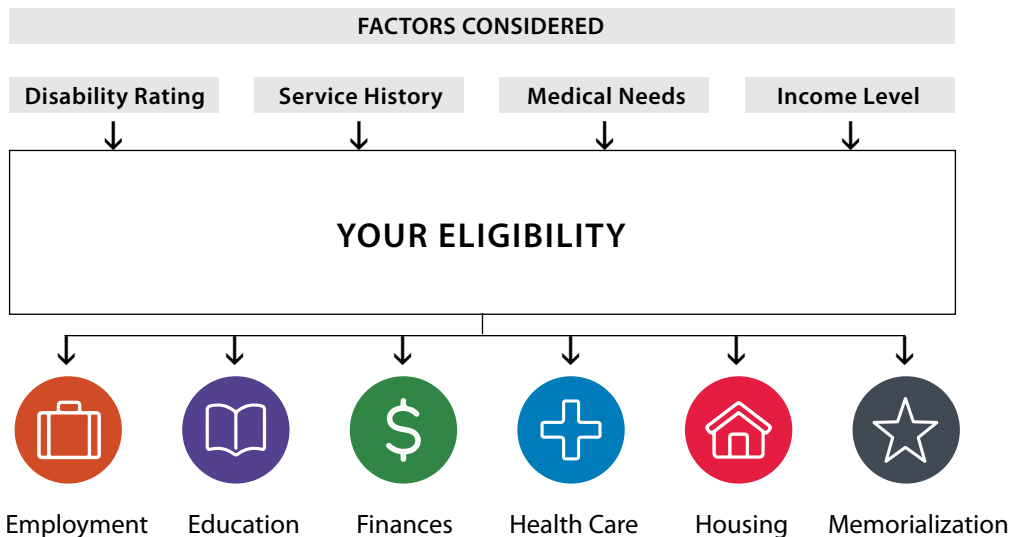 FACTORS CONSIDERED
Disability Rating
Service History
Medical Needs
Income Level
YOUR ELIGIBILITY
$
Employment
Education
Finances
Health Care
Housing
Memorialization